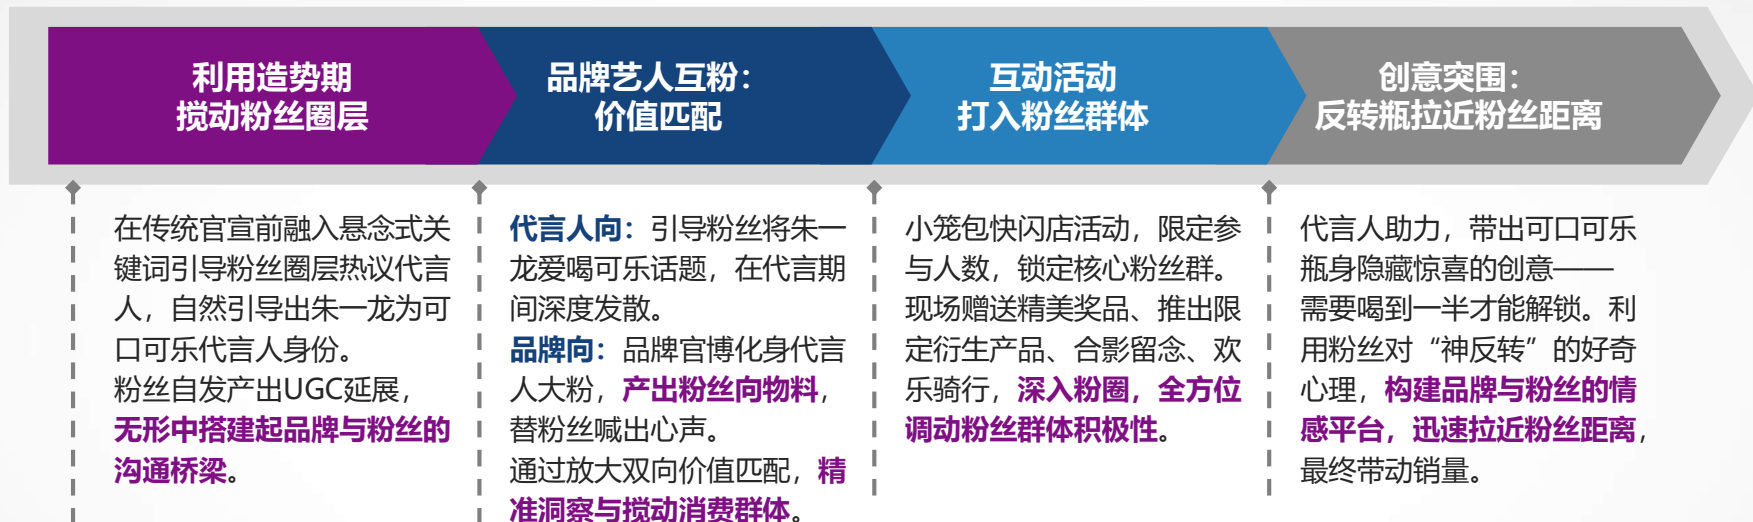 利用造势期
搅动粉丝圈层
品牌艺人互粉：
价值匹配
互动活动
打入粉丝群体
创意突围：
反转瓶拉近粉丝距离
在传统官宣前融入悬念式关
键词引导粉丝圈层热议代言
人，自然引导出朱一龙为可
口可乐代言人身份。
粉丝自发产出UGC延展，
无形中搭建起品牌与粉丝的
沟通桥梁。
代言人向：引导粉丝将朱一
龙爱喝可乐话题，在代言期
间深度发散。
品牌向：品牌官博化身代言
人大粉，产出粉丝向物料，
替粉丝喊出心声。
通过放大双向价值匹配，精
准洞察与搅动消费群体。
小笼包快闪店活动，限定参
与人数，锁定核心粉丝群。
现场赠送精美奖品、推出限
定衍生产品、合影留念、欢
乐骑行，深入粉圈，全方位
调动粉丝群体积极性。
代言人助力，带出可口可乐
瓶身隐藏惊喜的创意——
需要喝到一半才能解锁。利
用粉丝对“神反转”的好奇
心理，构建品牌与粉丝的情
感平台，迅速拉近粉丝距离，
最终带动销量。